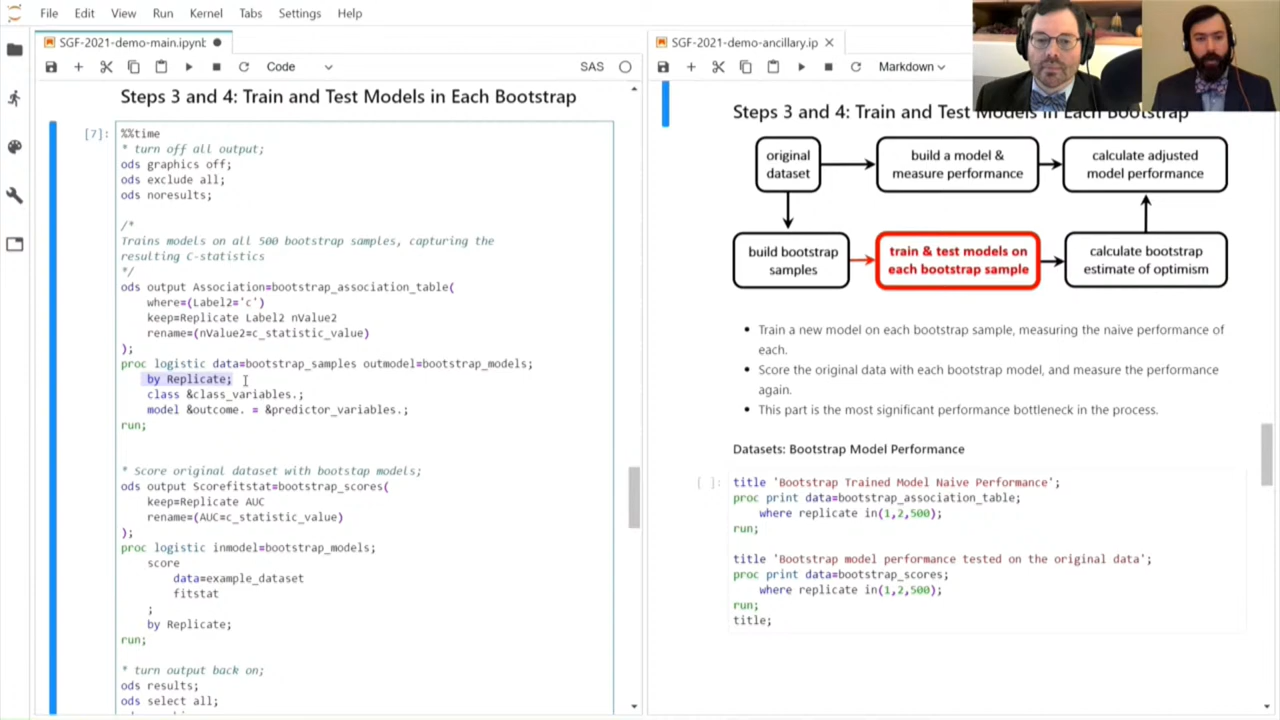 File Edit View Run Kernel Tabs Settings Help
SGF-2021-demo-main.ipynb
Code
SAS
Steps 3 and 4: Train and Test Models in Each Bootstrap
[7]:
%%time
* turn off all output;
ods graphics off;
ods exclude all;
ods noresults;
/*
Trains models on all 500 bootstrap samples, capturing the
resulting C-statistics
*/
ods output Association=bootstrap_association_table(
where=(Label2='c')
keep=Replicate Label2 nValue2
rename=(nValue2=c_statistic_value)
);
proc logistic data=bootstrap_samples outmodel=bootstrap_models;
by Replicate;
class &class_variables.;
model &outcome. = &predictor_variables.;
run;
* Score original dataset with bootstap models;
ods output Scorefitstat=bootstrap_scores(
keep=Replicate AUC
rename=(AUC=c_statistic_value)
);
proc logistic inmodel=bootstrap_models;
score
data=example_dataset
fitstat
;
by Replicate;
run;
* turn output back on;
ods results;
ods select all;
SGF-2021-demo-ancillary.ip
Markdown
Steps 3 and 4: Train and Test Models in Each Bootstrap
original
dataset
build a model &
measure performance
calculate adjusted
model performance
build bootstrap
samples
train & test models on
each bootstrap sample
calculate bootstrap
estimate of optimism
• Train a new model on each bootstrap sample, measuring the naive performance of
each.
• Score the original data with each bootstrap model, and measure the performance
again.
• This part is the most significant performance bottleneck in the process.
Datasets: Bootstrap Model Performance
[ ]:
title 'Bootstrap Trained Model Naive Performance';
proc print data=bootstrap_association_table;
where replicate in(1,2,500);
run;
title 'Bootstrap model performance tested on the original data';
proc print data=bootstrap_scores;
where replicate in(1,2,500);
run;
title;